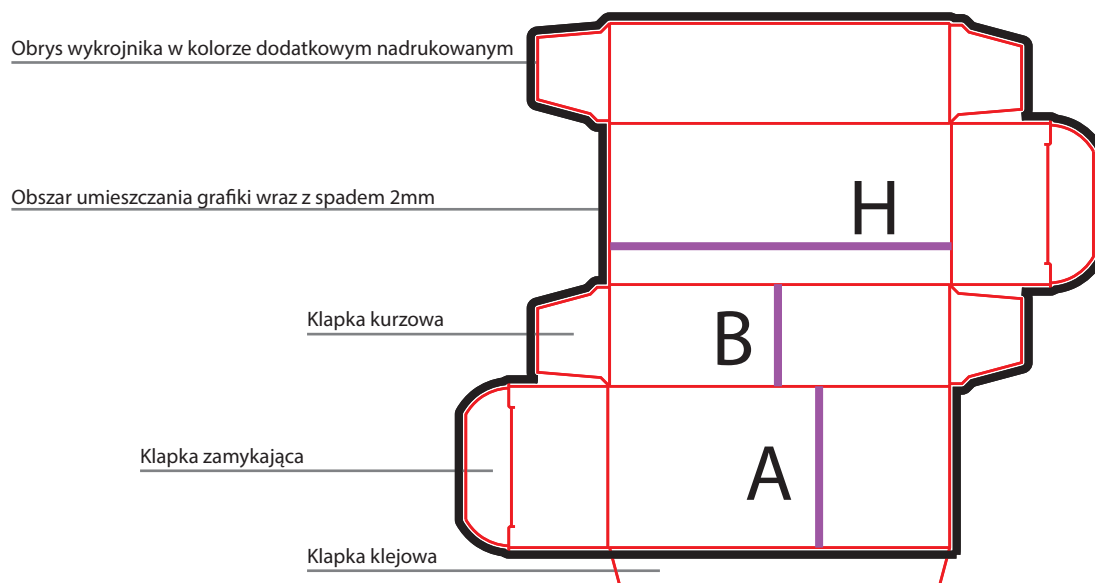 Obrys wykrojnika w kolorze dodatkowym nadrukowanym
Obszar umieszczania grafiki wraz z spadem 2mm
H
Klapka kurzowa
B
Klapka zamykająca
A
Klapka klejowa